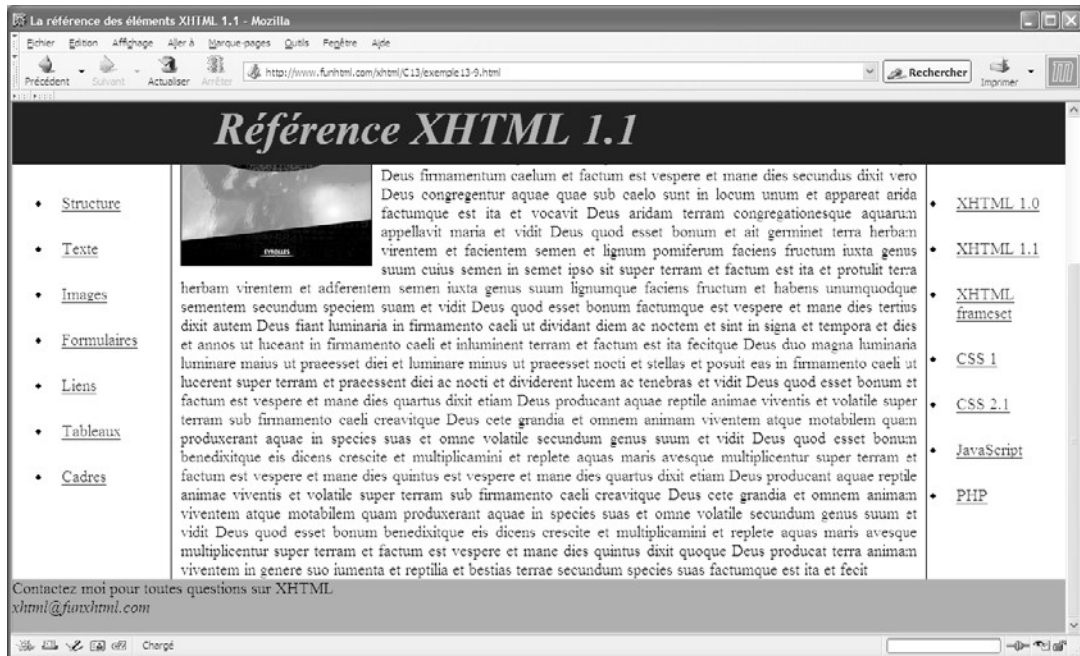 La référence des éléments XHTML 1.1 - Mozilla
Fichier Edition Affichage Aller à Marque-pages Outils Fenêtre Aide
Précédent Suivant Actualiser Arrêter http://www.funhtml.com/xhtml/C13/exemple13-9.html Rechercher Imprimer
Référence XHTML 1.1
Structure
Texte
Images
Formulaires
Liens
Tableaux
Cadres
EYROLLES
Deus firmamentum caelum et factum est vespere et mane dies secundus dixit vero
Deus congregentur aquae quae sub caelo sunt in locum unum et appareat arida
factumque est ita et vocavit Deus aridam terram congregationesque aquarum
appellavit maria et vidit Deus quod esset bonum et ait germinet terra herbam
virentem et facientem semen et lignum pomiferum faciens fructum iuxta genus
suum cuius semen in semet ipso sit super terram et factum est ita et protulit terra
herbam virentem et adferentem semen iuxta genus suum lignumque faciens fructum et habens unumquodque
sementem secundum speciem suam et vidit Deus quod esset bonum factumque est vespere et mane dies tertius
dixit autem Deus fiant luminaria in firmamento caeli ut dividant diem ac noctem et sint in signa et tempora et dies
et annos ut luceant in firmamento caeli et inluminent terram et factum est ita fecitque Deus duo magna luminaria
luminare maius ut praeesset diei et luminare minus ut praeesset nocti et stellas et posuit eas in firmamento caeli ut
lucerent super terram et praeessent diei ac nocti et dividerent lucem ac tenebras et vidit Deus quod esset bonum et
factum est vespere et mane dies quartus dixit etiam Deus producant aquae reptile animae viventis et volatile super
terram sub firmamento caeli creavitque Deus cete grandia et omnem animam viventem atque motabilem quam
produxerant aquae in species suas et omne volatile secundum genus suum et vidit Deus quod esset bonum
benedixitque eis dicens crescite et multiplicamini et replete aquas maris avesque multiplicentur super terram et
factum est vespere et mane dies quintus est vespere et mane dies quartus dixit etiam Deus producant aquae reptile
animae viventis et volatile super terram sub firmamento caeli creavitque Deus cete grandia et omnem animam
viventem atque motabilem quam produxerant aquae in species suas et omne volatile secundum genus suum et
vidit Deus quod esset bonum benedixitque eis dicens crescite et multiplicamini et replete aquas maris avesque
multiplicentur super terram et factum est vespere et mane dies quintus dixit quoque Deus producat terra animam
viventem in genere suo iumenta et reptilia et bestias terrae secundum species suas factumque est ita et fecit
XHTML 1.0
XHTML 1.1
XHTML
frameset
CSS 1
CSS 2.1
JavaScript
PHP
Contactez moi pour toutes questions sur XHTML
xhtml@funxhtml.com
Chargé